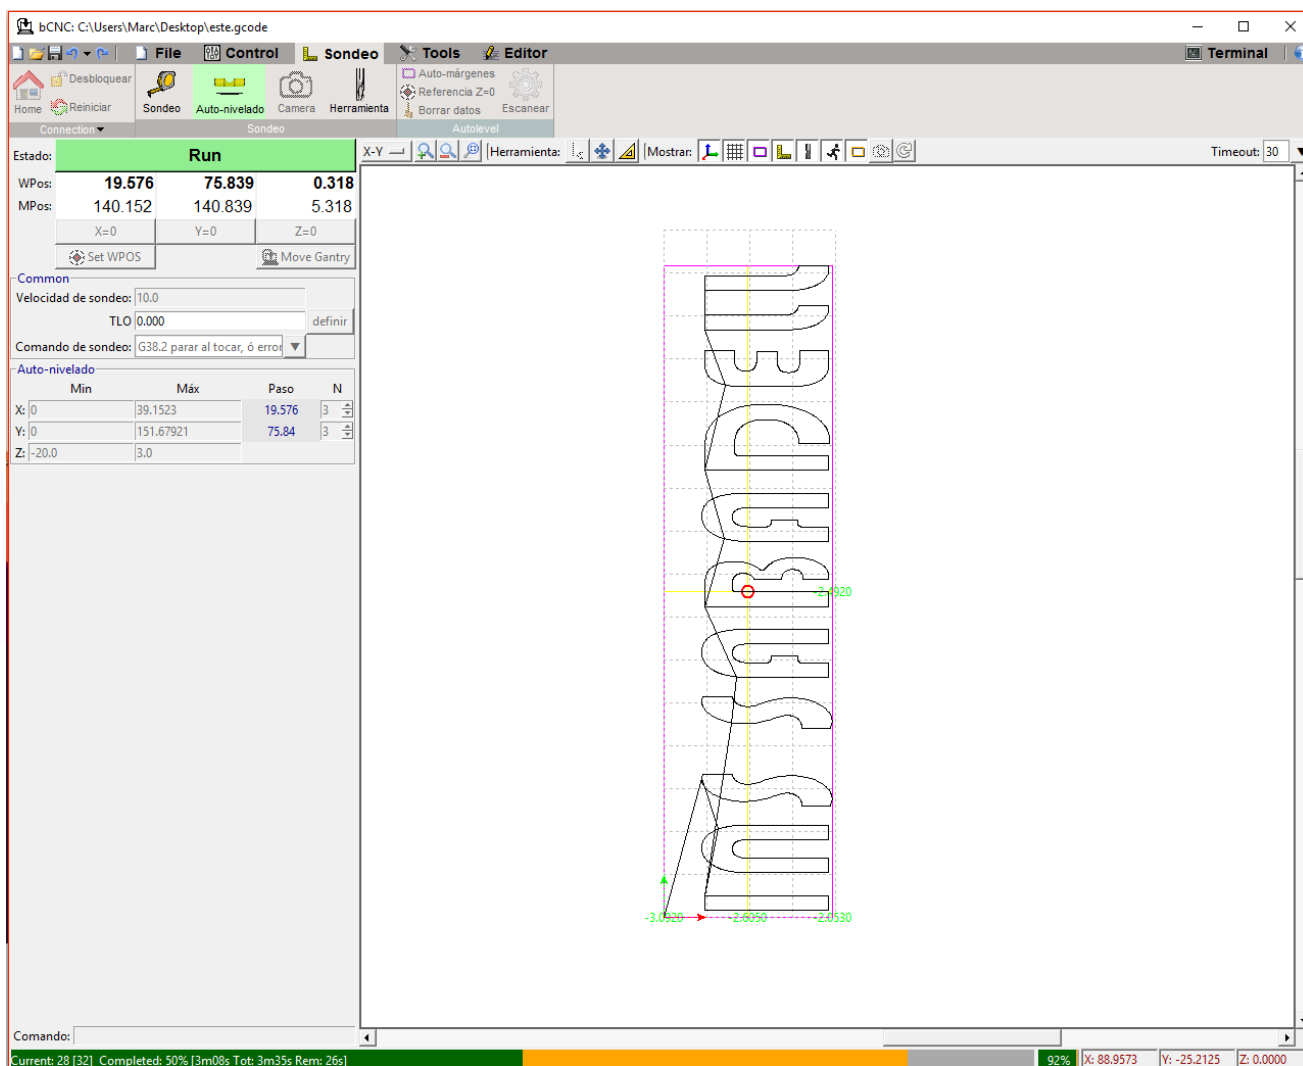 bCNC: C:\Users\Marc\Desktop\este.gcode
File Control Sondeo Tools Editor Terminal
Home Desbloquear Reiniciar Sondeo Auto-nivelado Camera Herramienta Auto-márgenes Referencia Z=0 Borrar datos Escanear
Connection Sondeo Autolevel
Estado: Run X-Y Herramienta: Mostrar: Timeout: 30
WPos: 19.576 75.839 0.318
MPos: 140.152 140.839 5.318
X=0 Y=0 Z=0
Set WPOS Move Gantry
Common
Velocidad de sondeo: 10.0
TLO 0.000 definir
Comando de sondeo: G38.2 parar al tocar, ó error
Auto-nivelado
Min Máx Paso N
X: 0 39.1523 19.576 3
Y: 0 151.67921 75.84 3
Z: -20.0 3.0
-3.0920 -2.6050
Comando:
Current: 28 [32] Completed: 50% [3m08s Tot: 3m35s Rem: 26s] 92% X: 88.9573 Y: -25.2125 Z: 0.0000